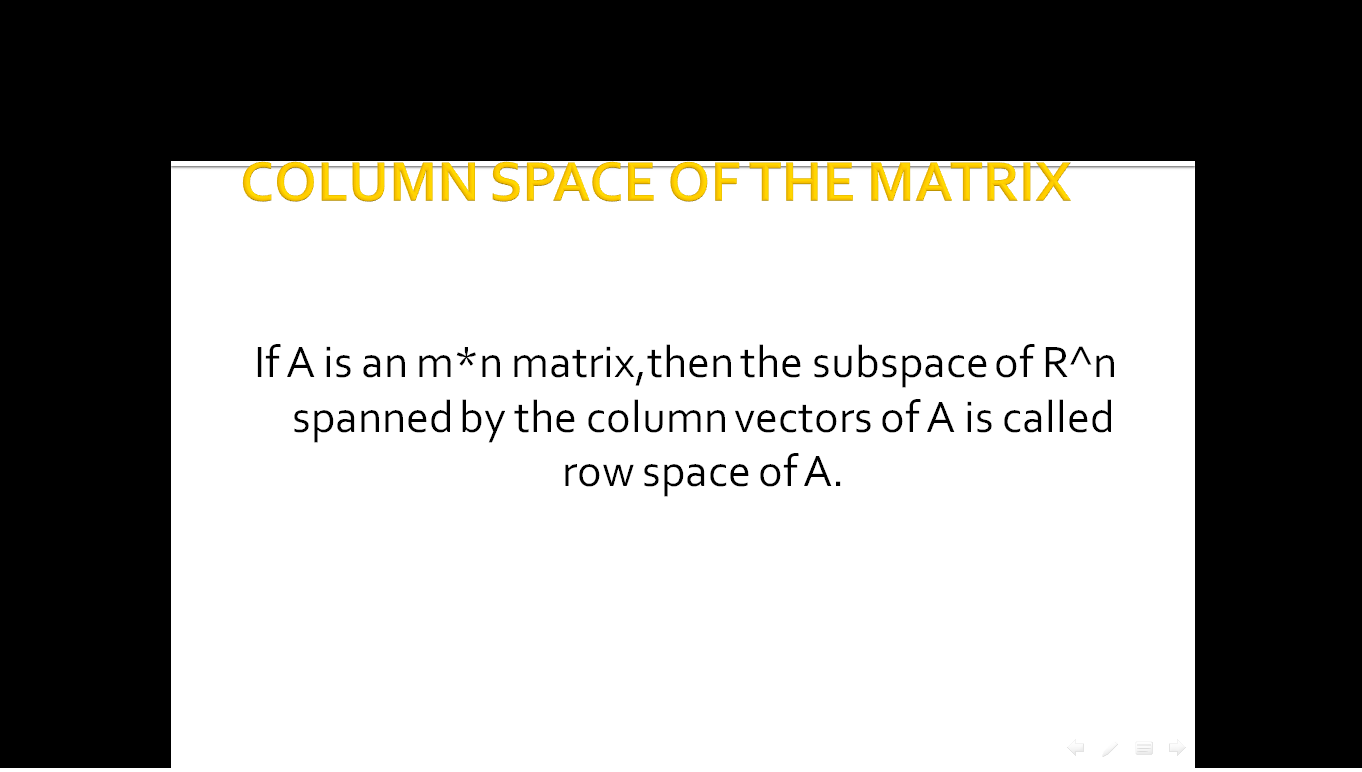 COLUMN SPACE OF THE MATRIX
If A is an m*n matrix,then the subspace of R^n
spanned by the column vectors of A is called
row space of A.